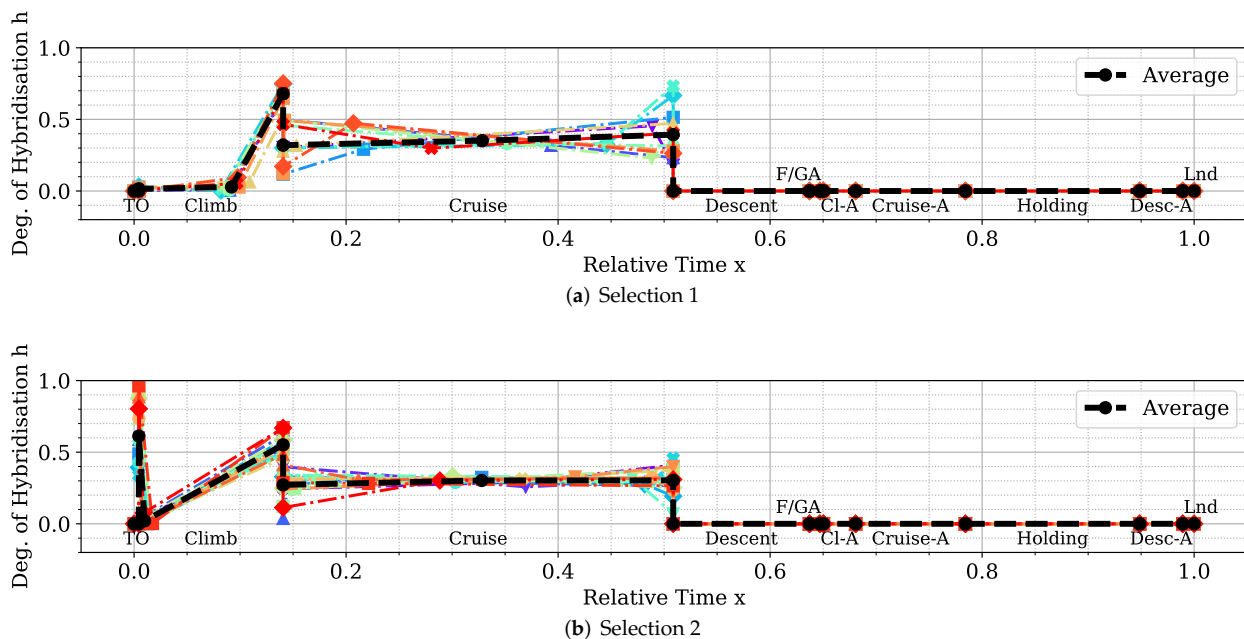 Deg. of Hybridisation h
1.0
0.5
0.0
Average
F/GA
Lnd
TO
Climb
Cruise
Descent
Cl-A
Cruise-A
Holding
Desc-A
0.0
0.2
0.4
0.6
0.8
1.0
Relative Time x
(a) Selection 1
Deg. of Hybridisation h
1.0
0.5
0.0
Average
F/GA
Lnd
TO
Climb
Cruise
Descent
Cl-A
Cruise-A
Holding
Desc-A
0.0
0.2
0.4
0.6
0.8
1.0
Relative Time x
(b) Selection 2